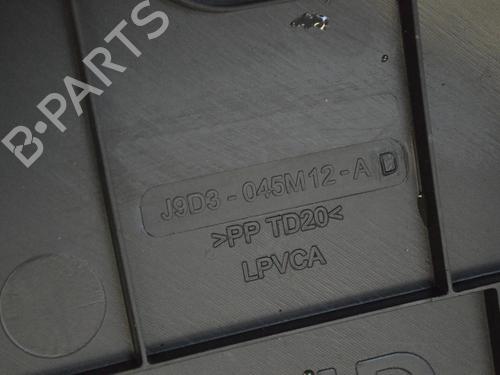 B-PARTS
J9D3-045M12-AD
>PP TD20<
LPVCA